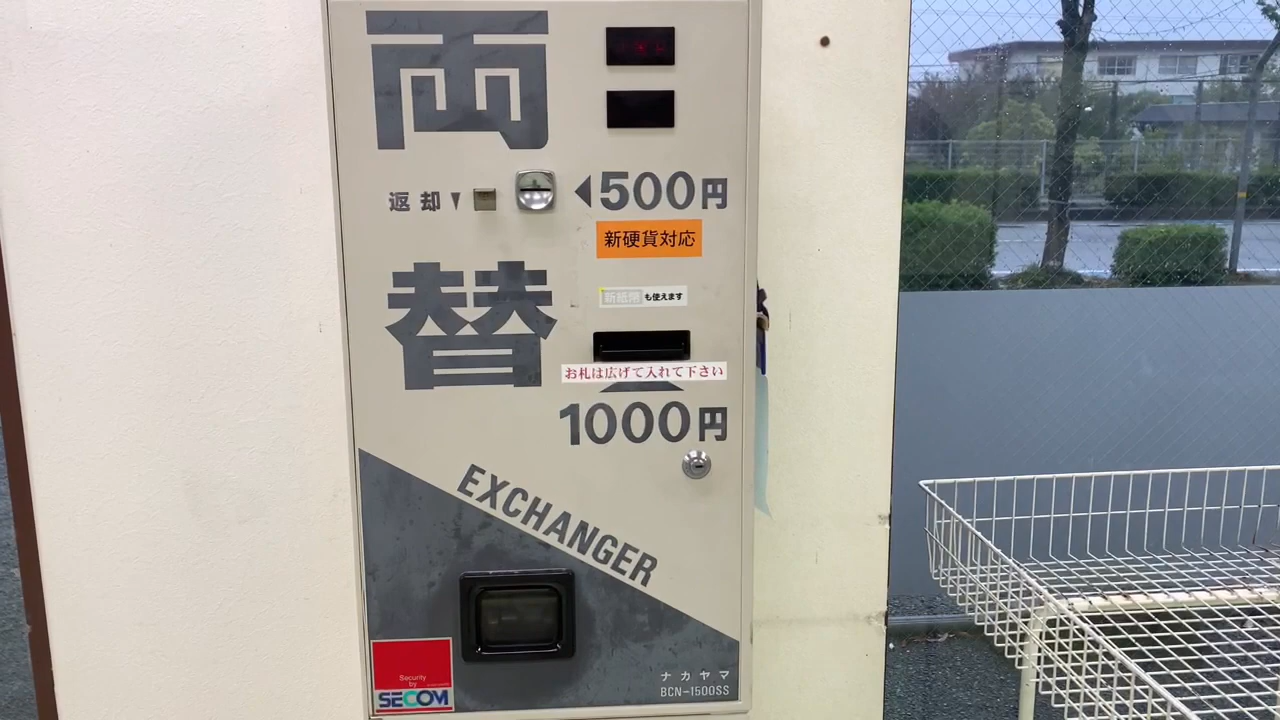 両
返却
500円
新硬貨対応
替
新紙幣も使えます
お札は広げて入れて下さい
1000円
EXCHANGER
Security
by
SECOM
ナカヤマ
BCN-1500SS